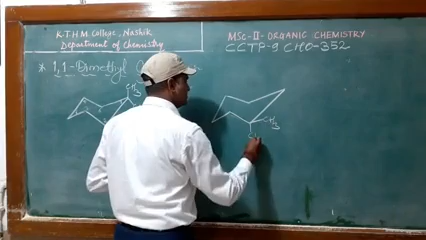 K.T.H.M. College, Nashik
Department of Chemistry
MSc-II-ORGANIC CHEMISTRY
CCTP-9 CHO-352
* 1,1-Dimethyl
CH3
CH3